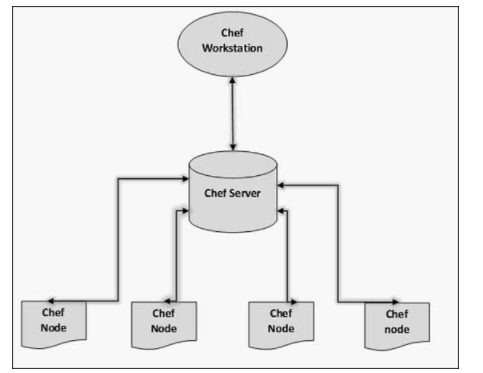 Chef
Workstation
Chef Server
Chef
Node
Chef
Node
Chef
Node
Chef
node